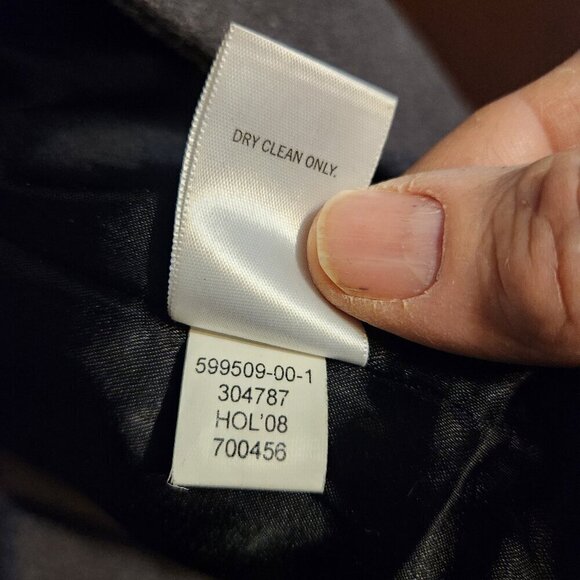 DRY CLEAN ONLY.
599509-00-1
304787
HOL'08
700456